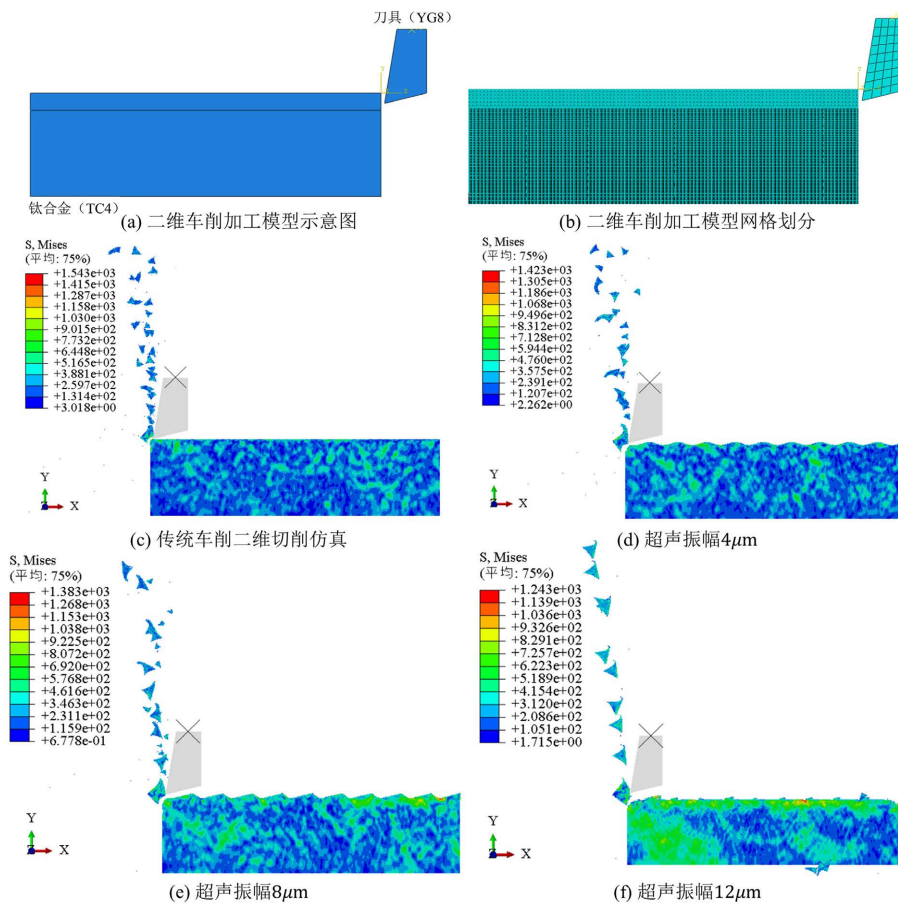 刀具（YG8）
钛合金（TC4）
(a) 二维车削加工模型示意图
(b) 二维车削加工模型网格划分
S, Mises
(平均: 75%)
+1.543e+03
+1.415e+03
+1.287e+03
+1.158e+03
+1.030e+03
+9.015e+02
+7.732e+02
+6.448e+02
+5.165e+02
+3.881e+02
+2.597e+02
+1.314e+02
+3.018e+00
Y
Z
X
(c) 传统车削二维切削仿真
S, Mises
(平均: 75%)
+1.423e+03
+1.305e+03
+1.186e+03
+1.068e+03
+9.496e+02
+8.312e+02
+7.128e+02
+5.944e+02
+4.760e+02
+3.575e+02
+2.391e+02
+1.207e+02
+2.262e+00
Y
Z
X
(d) 超声振幅4μm
S, Mises
(平均: 75%)
+1.383e+03
+1.268e+03
+1.153e+03
+1.038e+03
+9.225e+02
+8.072e+02
+6.920e+02
+5.768e+02
+4.616e+02
+3.463e+02
+2.311e+02
+1.159e+02
+6.778e-01
Y
Z
X
(e) 超声振幅8μm
S, Mises
(平均: 75%)
+1.243e+03
+1.139e+03
+1.036e+03
+9.326e+02
+8.291e+02
+7.257e+02
+6.223e+02
+5.189e+02
+4.154e+02
+3.120e+02
+2.086e+02
+1.051e+02
+1.715e+00
Y
Z
X
(f) 超声振幅12μm